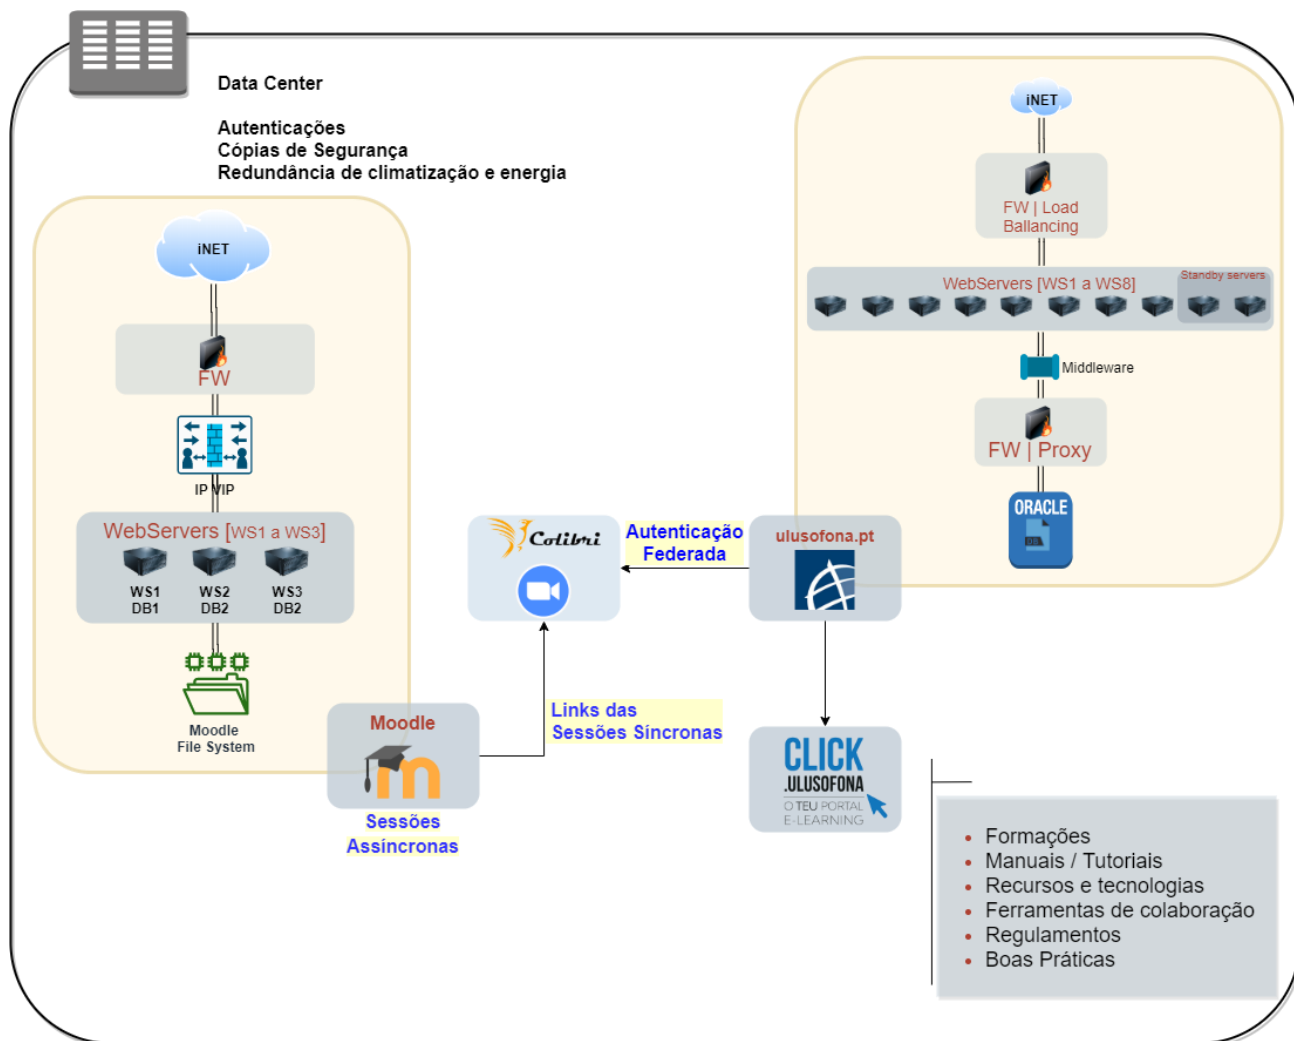 Data Center
Autenticações
Cópias de Segurança
Redundância de climatização e energia
iNET
FW
IP VIP
WebServers [WS1 a WS3]
WS1 WS2 WS3
DB1 DB2 DB2
Moodle
File System
Moodle
Sessões
Assíncronas
Links das
Sessões Síncronas
Colibri
Autenticação
Federada
ulusofona.pt
iNET
FW | Load
Ballancing
WebServers [WS1 a WS8]
Standby servers
Middleware
FW | Proxy
ORACLE
DB
CLICK
.ULUSOFONA
O TEU PORTAL
E-LEARNING
Formações
Manuais / Tutoriais
Recursos e tecnologias
Ferramentas de colaboração
Regulamentos
Boas Práticas